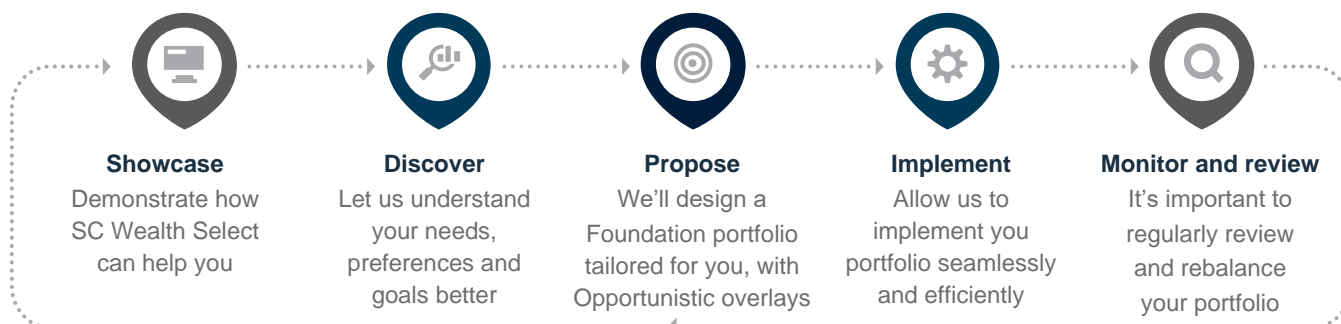 Showcase
Demonstrate how
SC Wealth Select
can help you
Discover
Let us understand
your needs,
preferences and
goals better
Propose
We'll design a
Foundation portfolio
tailored for you, with
Opportunistic overlays
Implement
Allow us to
implement you
portfolio seamlessly
and efficiently
Monitor and review
It's important to
regularly review
and rebalance
your portfolio